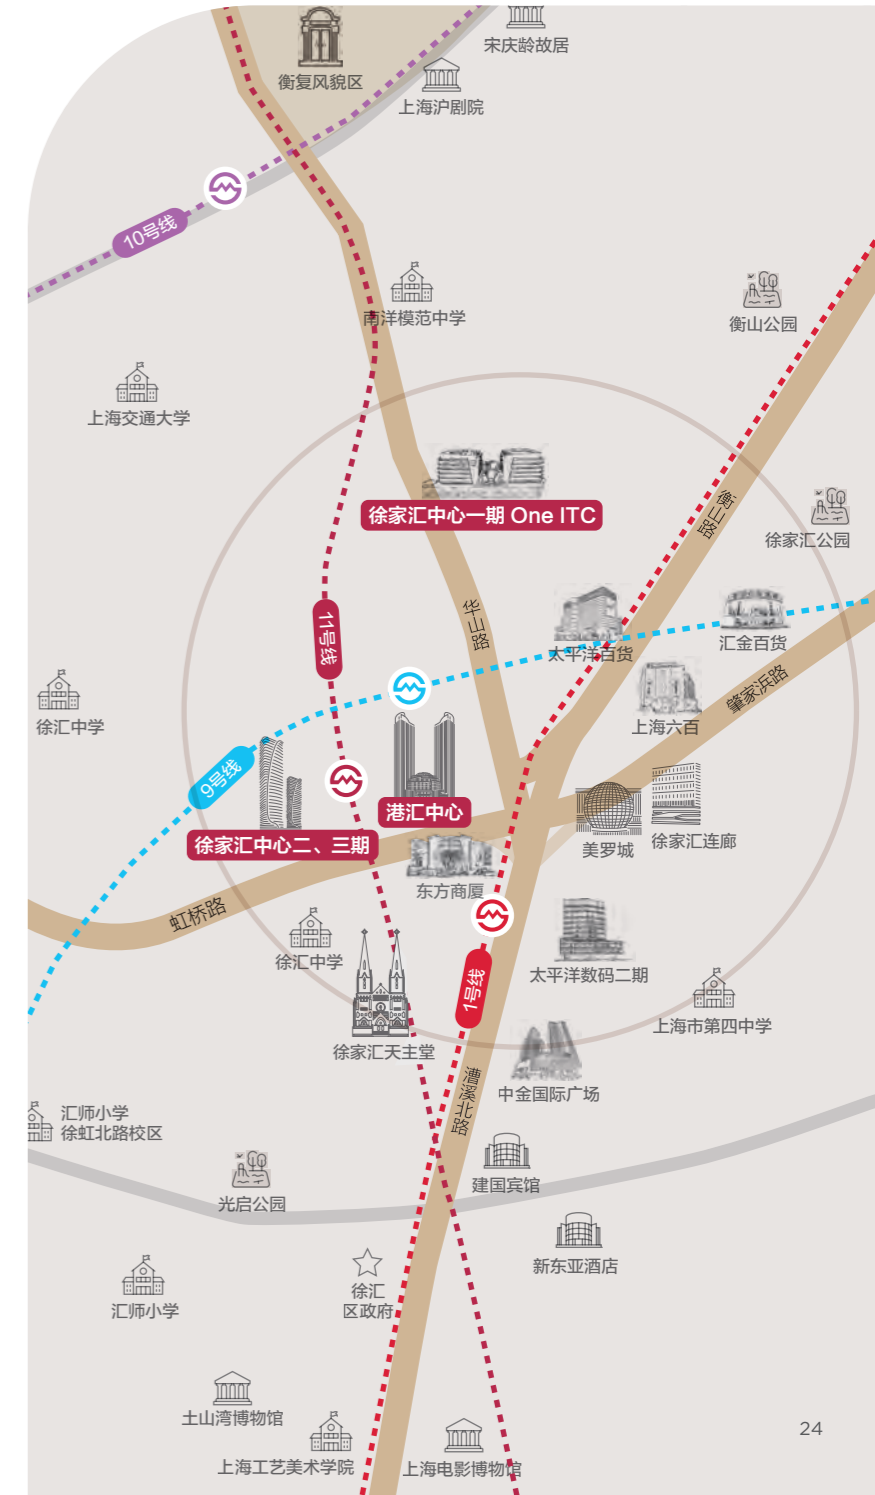 宋庆龄故居
衡复风貌区
上海沪剧院
10号线
南洋模范中学
衡山公园
上海交通大学
徐家汇中心一期 One ITC
衡山路
徐家汇公园
华山路
11号线
太平洋百货
汇金百货
肇家浜路
徐汇中学
上海六百
9号线
港汇中心
徐家汇中心二、三期
美罗城
徐家汇连廊
东方商厦
虹桥路
徐汇中学
太平洋数码二期
1号线
上海市第四中学
徐家汇天主堂
漕溪北路
中金国际广场
汇师小学
徐虹北路校区
建国宾馆
光启公园
新东亚酒店
徐汇
区政府
汇师小学
土山湾博物馆
上海工艺美术学院
上海电影博物馆
24